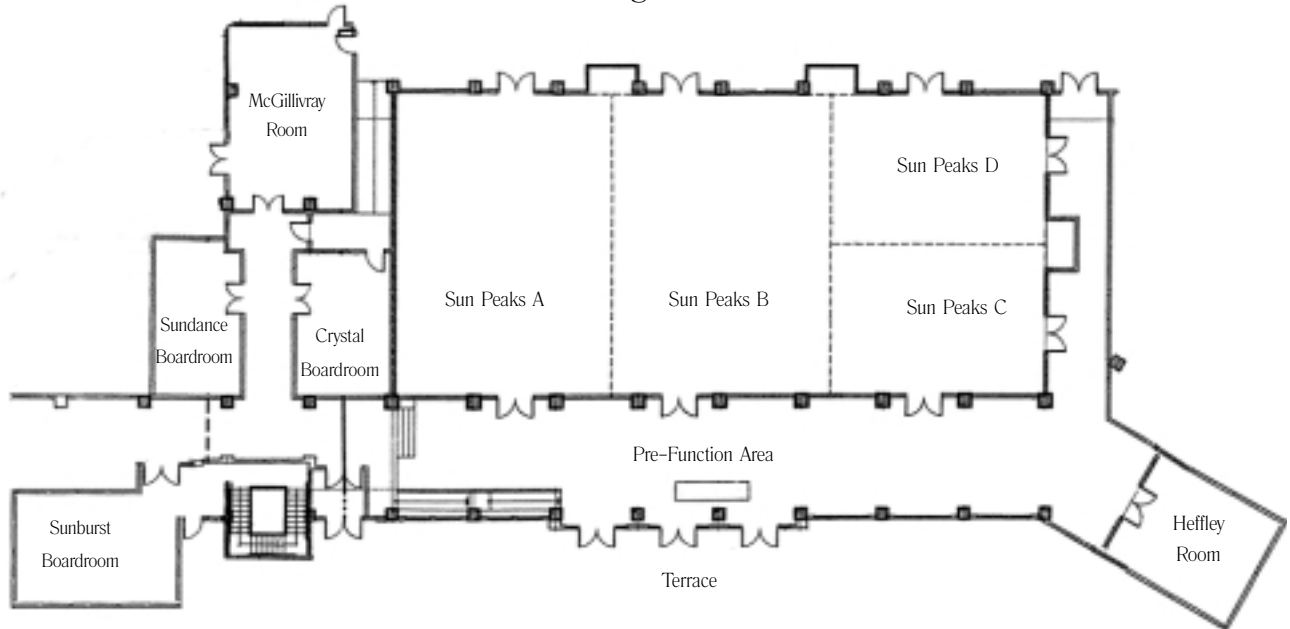 McGillivray
Room
Sun Peaks D
Sun Peaks A
Sun Peaks B
Sun Peaks C
Sundance
Boardroom
Crystal
Boardroom
Pre-Function Area
Sunburst
Boardroom
Heffley
Room
Terrace